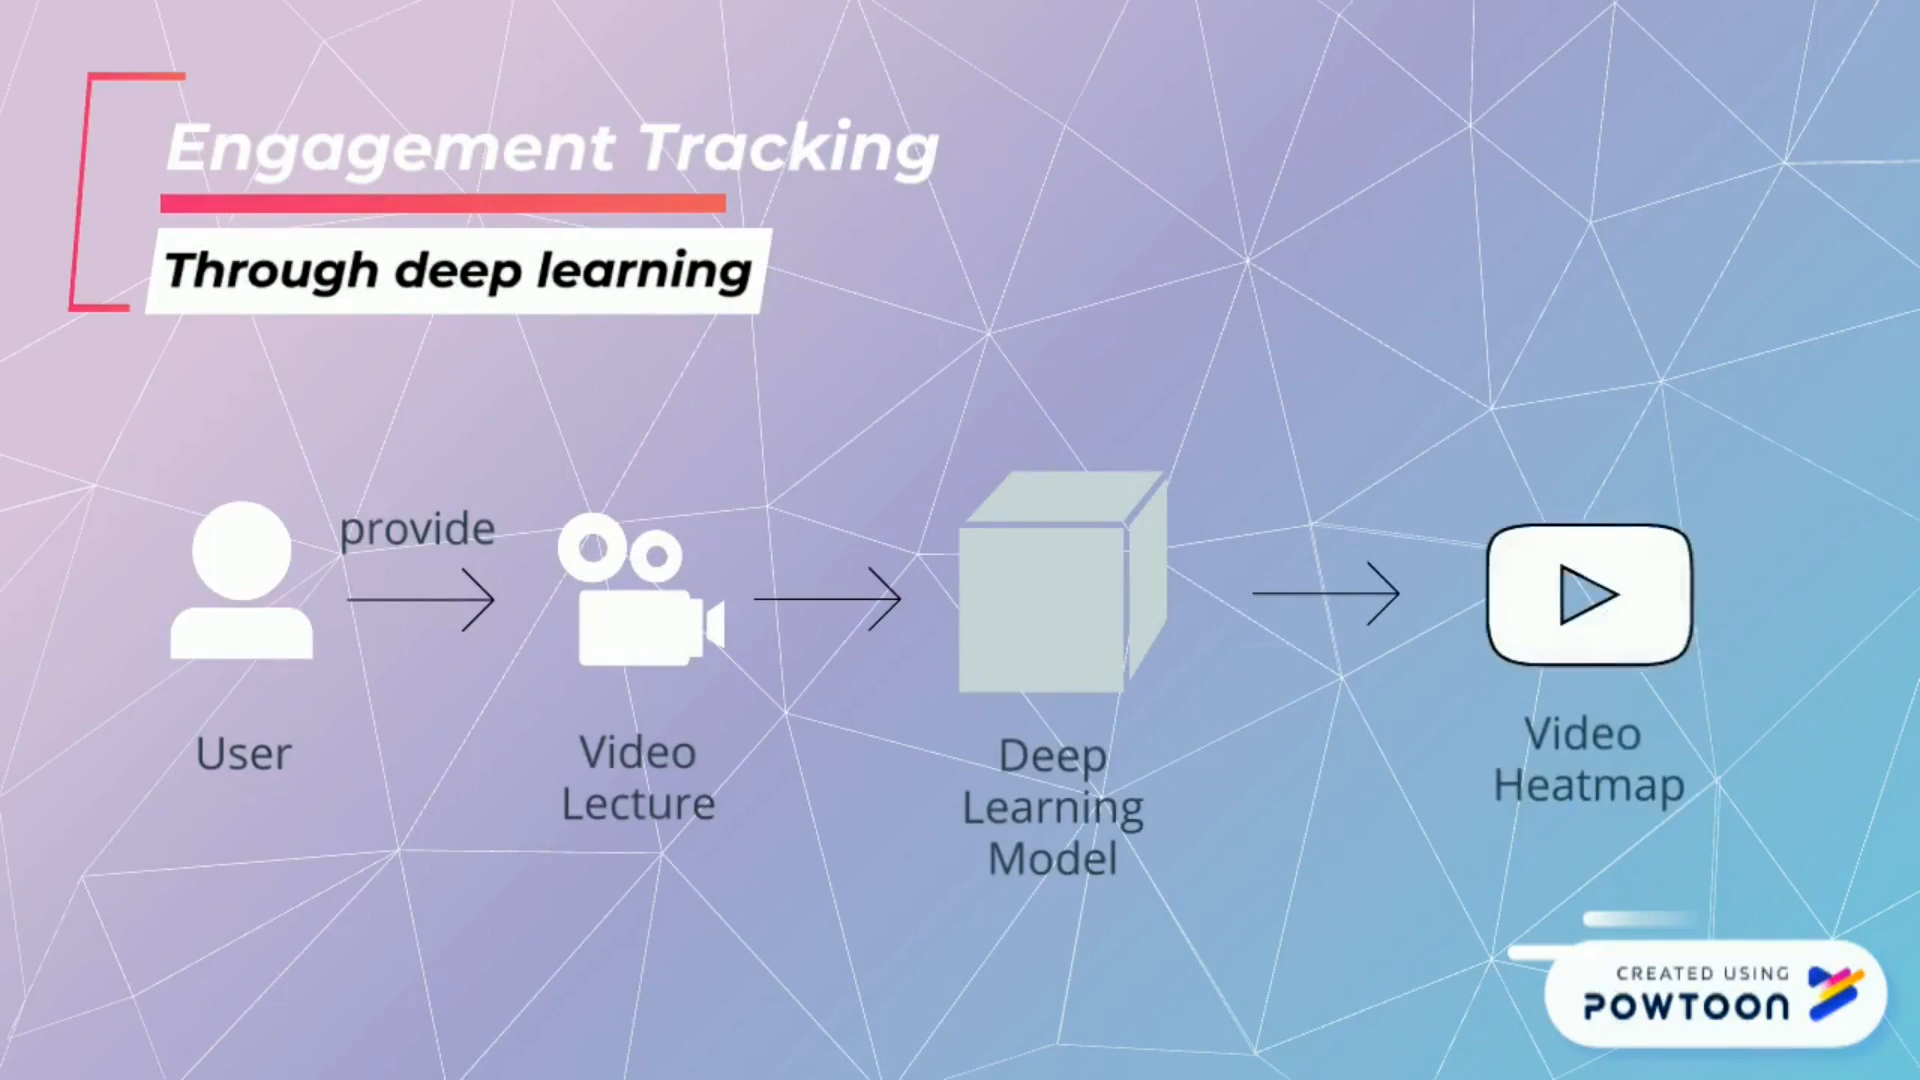 Engagement Tracking
Through deep learning
provide
User
Video
Lecture
Deep
Learning
Model
Video
Heatmap
CREATED USING
POWTOON